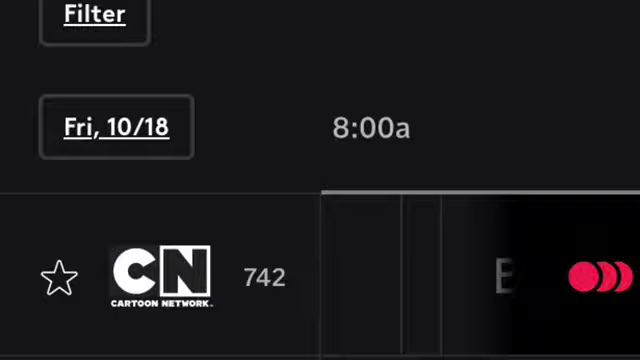 Filter
Fri, 10/18
8:00a
CN
CARTOON NETWORK.
742
B